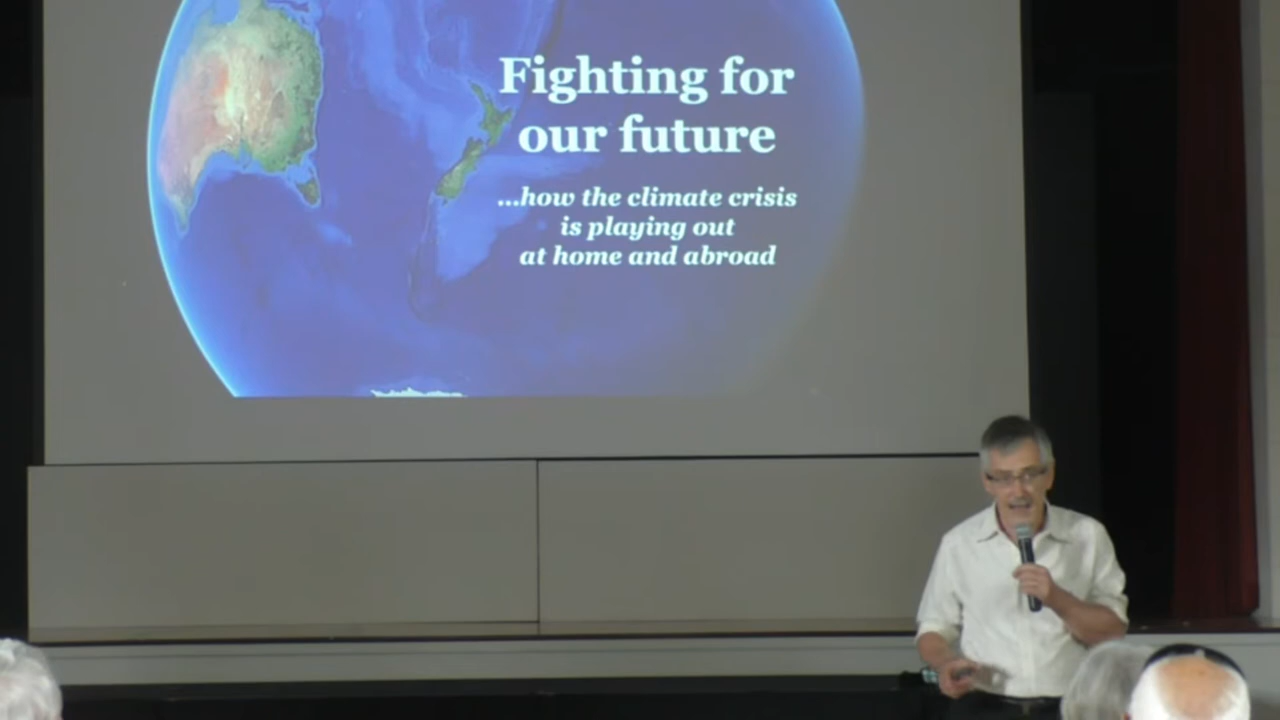 Fighting for
our future
...how the climate crisis
is playing out
at home and abroad